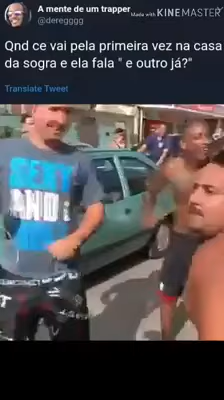 A mente de um trapper
@deregggg
Made with KINEMASTER
Qnd ce vai pela primeira vez na casa
da sogra e ela fala " e outro já?"
Translate Tweet